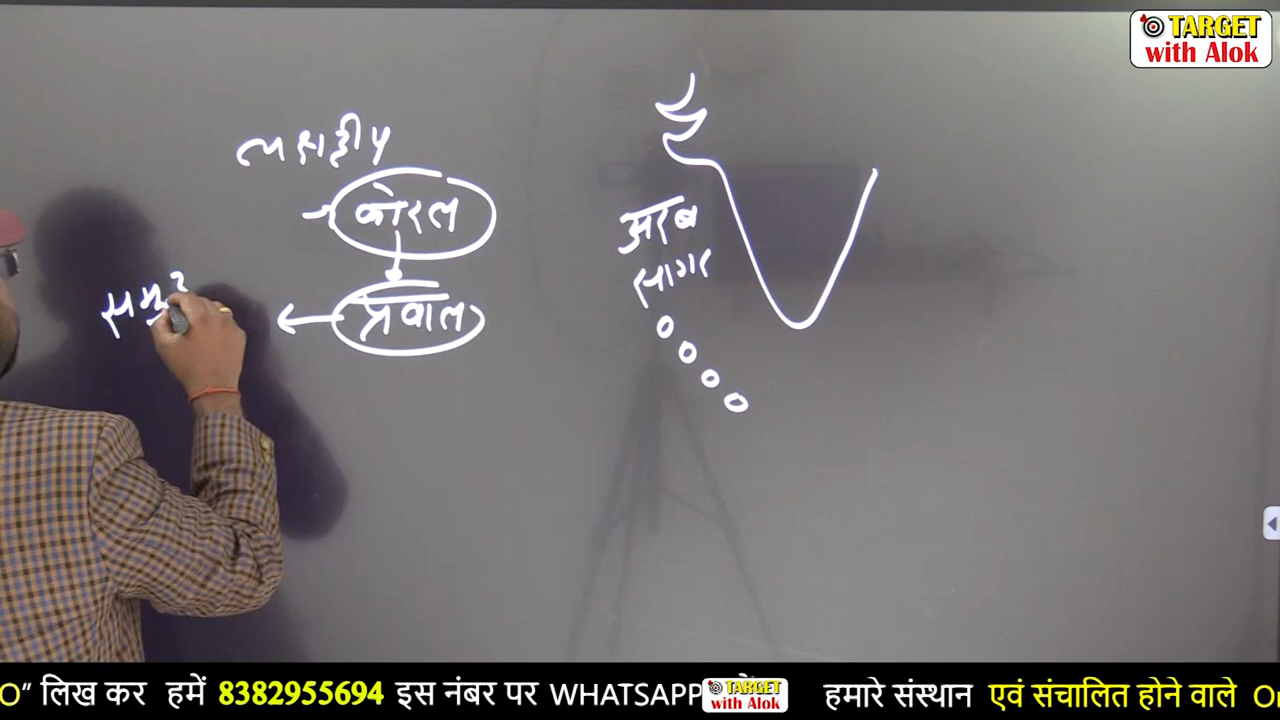 TARGET
with Alok
लक्षद्वीप
कोरल
प्रवाल
अरब
सागर
O” लिख कर हमें 8382955694 इस नंबर पर WHATSAPP
TARGET
with Alok
हमारे संस्थान एवं संचालित होने वाले